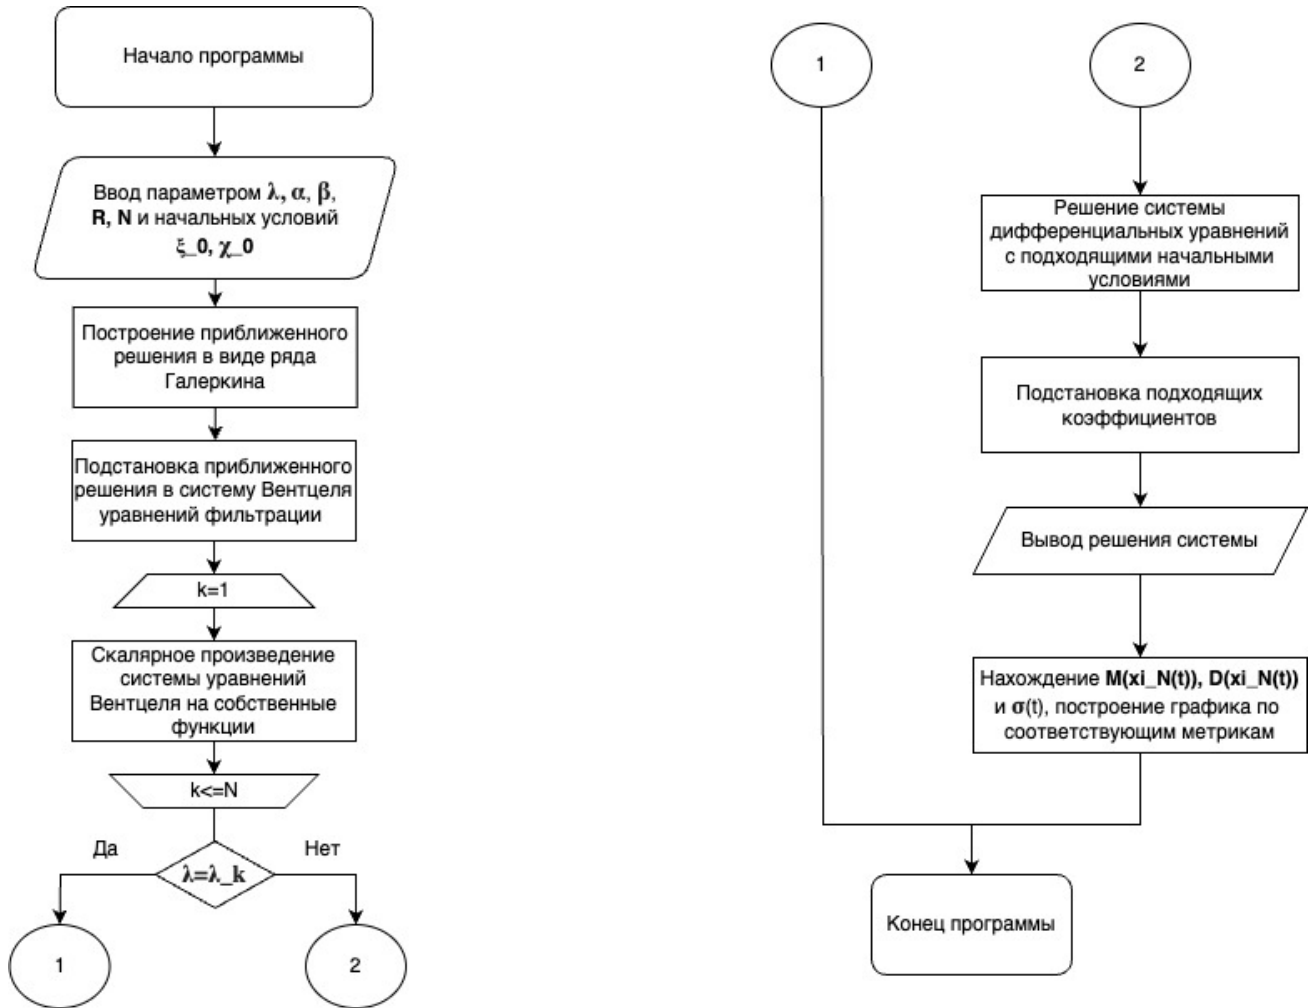 Начало программы
Ввод параметром λ, α, β,
R, N и начальных условий
ξ_0, χ_0
Построение приближенного
решения в виде ряда
Галеркина
Подстановка приближенного
решения в систему Вентцеля
уравнений фильтрации
k=1
Скалярное произведение
системы уравнений
Вентцеля на собственные
функции
k<=N
Да
Нет
λ=λ_k
1
2
1
2
Решение системы
дифференциальных уравнений
с подходящими начальными
условиями
Подстановка подходящих
коэффициентов
Вывод решения системы
Нахождение M(xi_N(t)), D(xi_N(t))
и σ(t), построение графика по
соответствующим метрикам
Конец программы